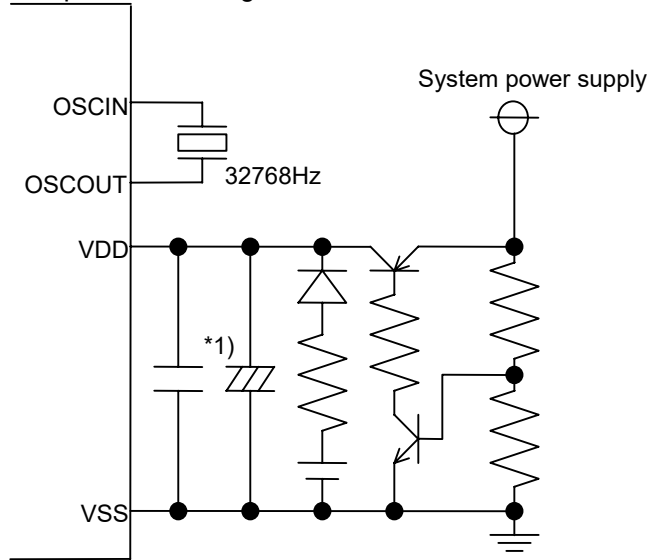 System power supply
OSCIN
OSCOUT
32768Hz
VDD
*1)
VSS